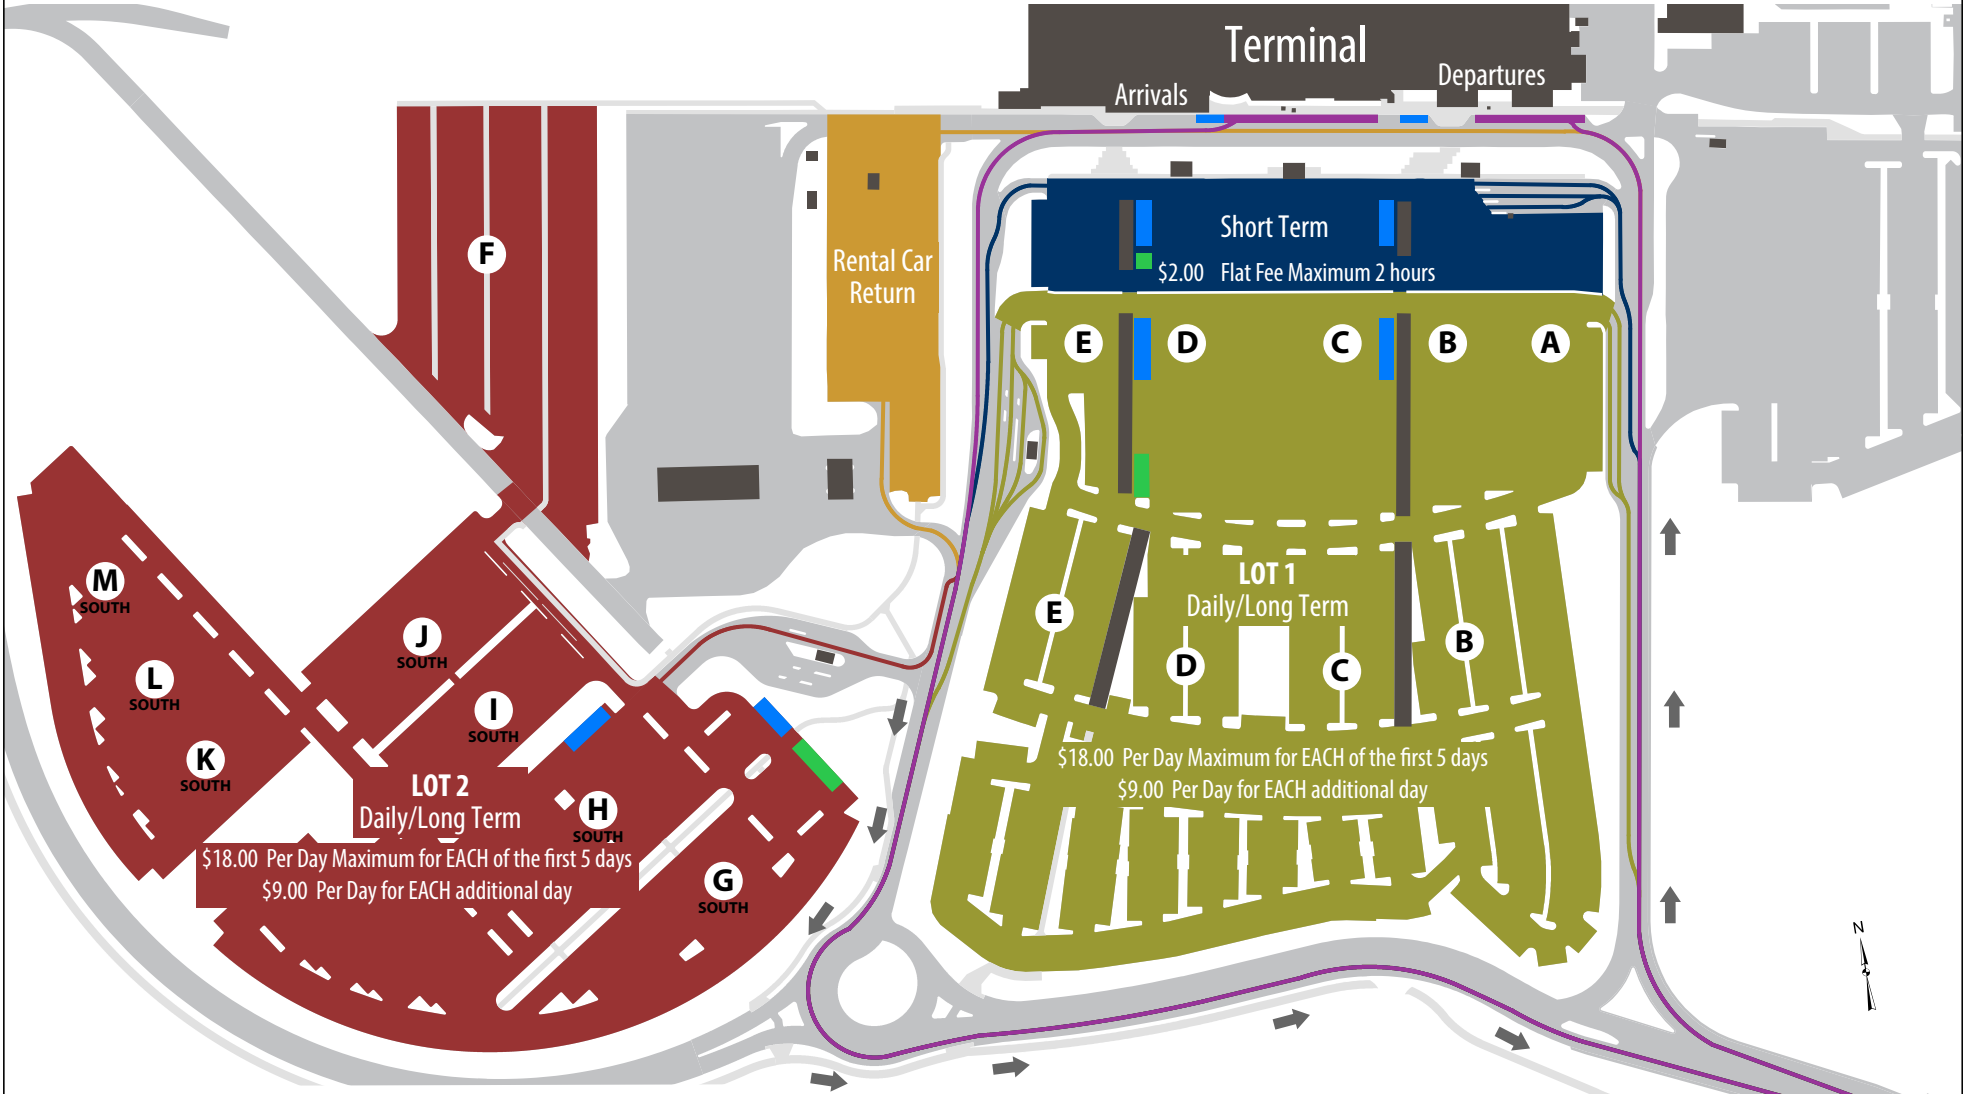 Terminal
Arrivals
Departures
Short Term
$2.00 Flat Fee Maximum 2 hours
Rental Car
Return
F
E
D
C
B
A
LOT 1
Daily/Long Term
E
D
C
B
$18.00 Per Day Maximum for EACH of the first 5 days
$9.00 Per Day for EACH additional day
M
SOUTH
L
SOUTH
K
SOUTH
J
SOUTH
I
SOUTH
H
SOUTH
G
SOUTH
LOT 2
Daily/Long Term
$18.00 Per Day Maximum for EACH of the first 5 days
$9.00 Per Day for EACH additional day
N